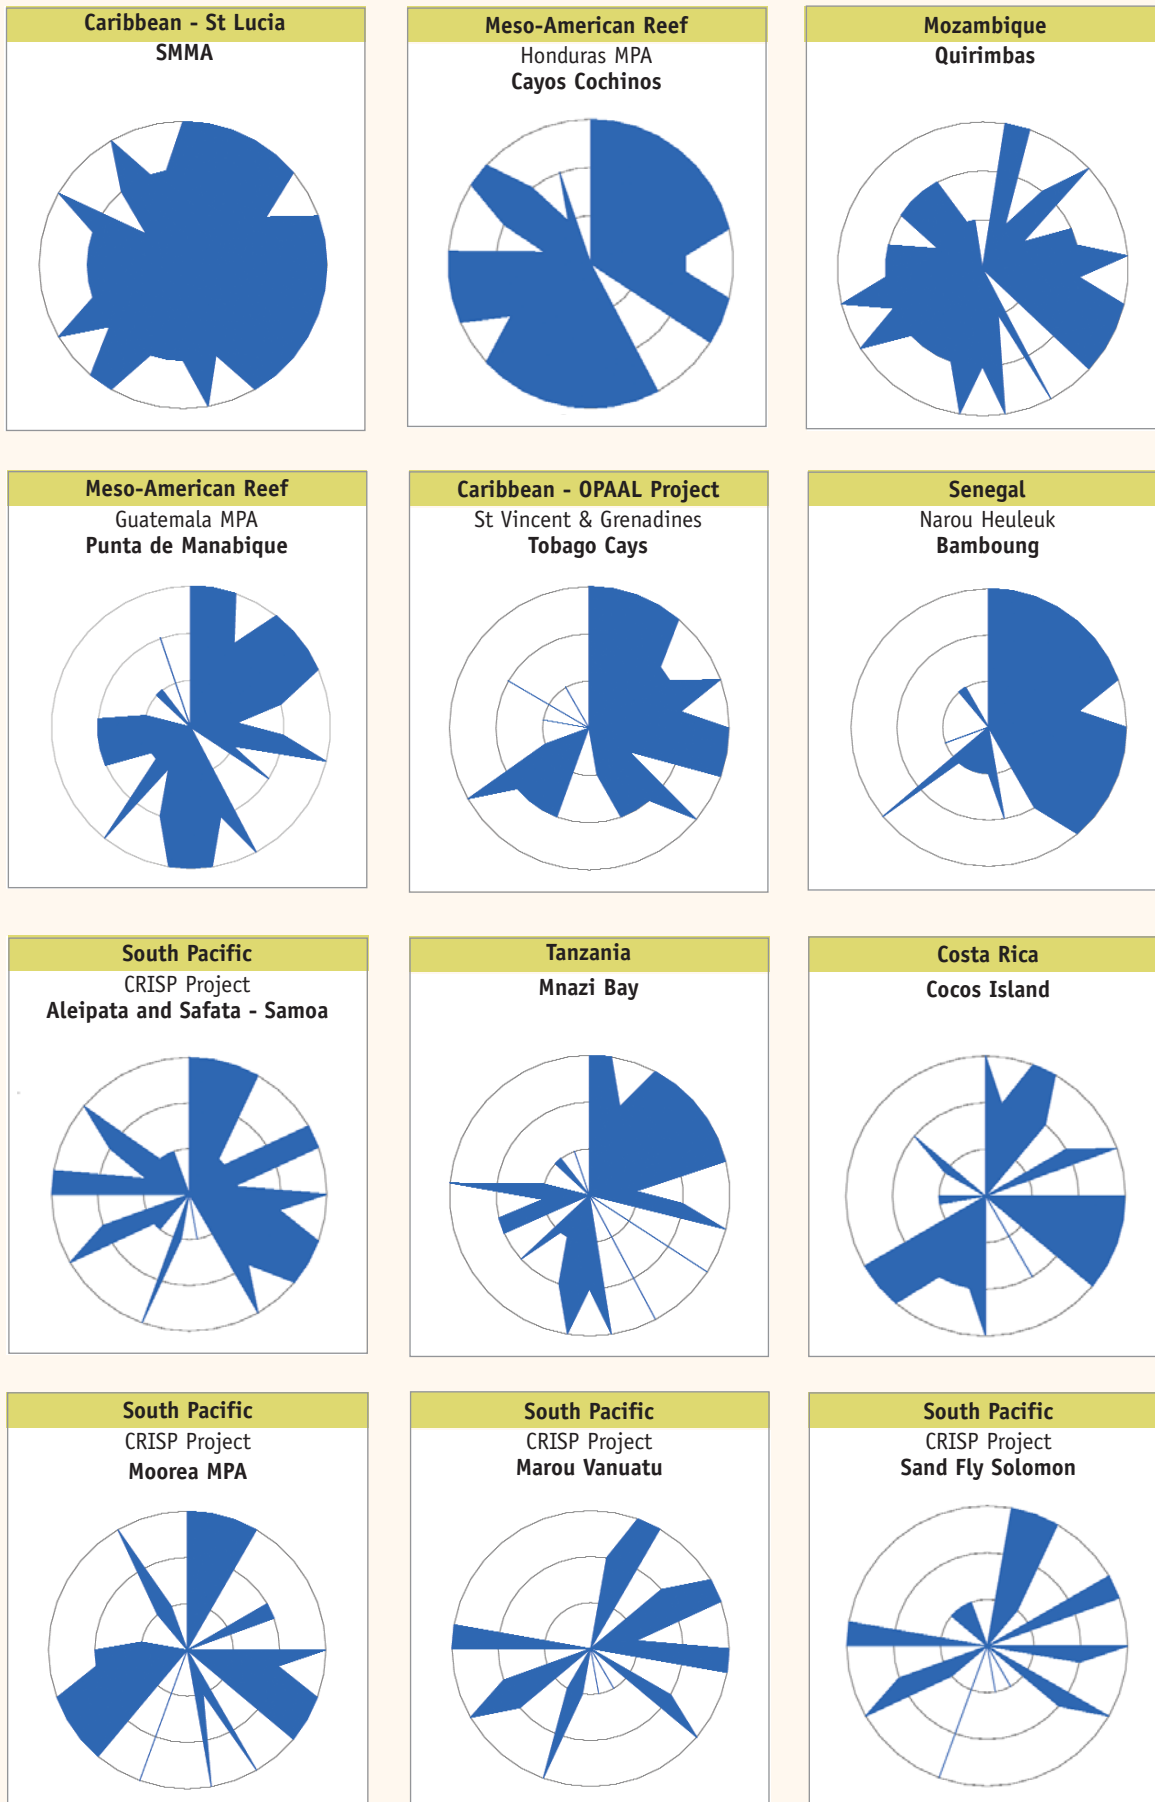 Caribbean - St Lucia
SMMA
Meso-American Reef
Honduras MPA
Cayos Cochinos
Mozambique
Quirimbas
Meso-American Reef
Guatemala MPA
Punta de Manabique
Caribbean - OPAAL Project
St Vincent & Grenadines
Tobago Cays
Senegal
Narou Heuleuk
Bamboung
South Pacific
CRISP Project
Aleipata and Safata - Samoa
Tanzania
Mnazi Bay
Costa Rica
Cocos Island
South Pacific
CRISP Project
Moorea MPA
South Pacific
CRISP Project
Marou Vanuatu
South Pacific
CRISP Project
Sand Fly Solomon